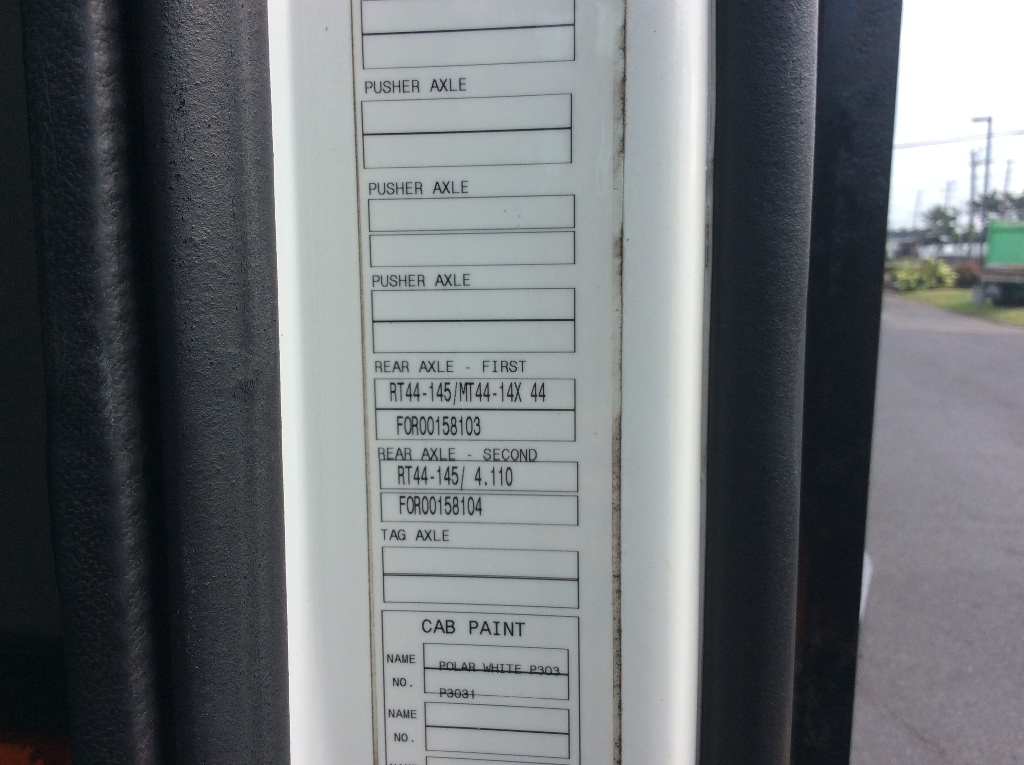 PUSHER AXLE
PUSHER AXLE
PUSHER AXLE
REAR AXLE - FIRST
RT44-145/MT44-14X 44
FOR00158103
REAR AXLE - SECOND
RT44-145/ 4.110
FOR00158104
TAG AXLE
CAB PAINT
NAME POLAR WHITE P303
NO. P3031
NAME
NO.